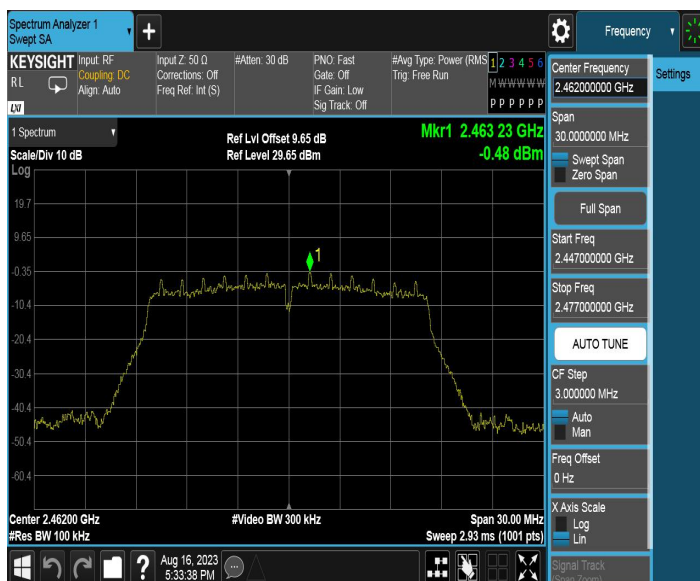 Spectrum Analyzer 1
Swept SA
+
Frequency
KEYSIGHT
RL
LXI
Input: RF
Coupling: DC
Align: Auto
Input Z: 50 Ω
Corrections: Off
Freq Ref: Int (S)
#Atten: 30 dB
PNO: Fast
Gate: Off
IF Gain: Low
Sig Track: Off
#Avg Type: Power (RMS
Trig: Free Run
1 2 3 4 5 6
M W W W W W
P P P P P P
Center Frequency
2.462000000 GHz
Settings
Span
30.0000000 MHz
Swept Span
Zero Span
Full Span
Start Freq
2.447000000 GHz
Stop Freq
2.477000000 GHz
AUTO TUNE
CF Step
3.000000 MHz
Auto
Man
Freq Offset
0 Hz
X Axis Scale
Log
Lin
Signal Track
(Span Zoom)
1 Spectrum
Scale/Div 10 dB
Log
Ref Lvl Offset 9.65 dB
Ref Level 29.65 dBm
Mkr1 2.463 23 GHz
-0.48 dBm
19.7
9.65
-0.35
-10.4
-20.4
-30.4
-40.4
-50.4
-60.4
1
Center 2.46200 GHz
#Res BW 100 kHz
#Video BW 300 kHz
Span 30.00 MHz
Sweep 2.93 ms (1001 pts)
?
Aug 16, 2023
5:33:38 PM